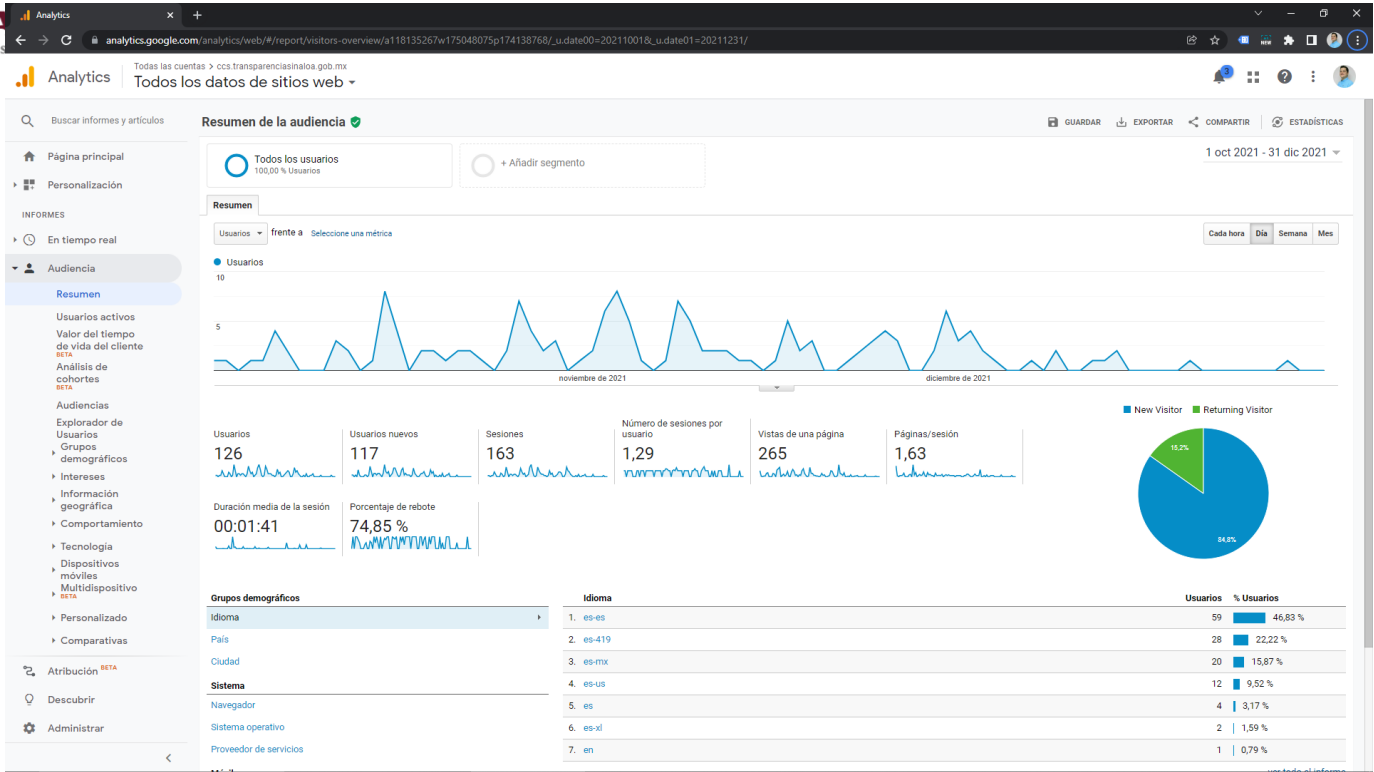 Analytics
analytics.google.com/analytics/web/#/report/visitors-overview/a118135267w175048075p174138768/_u.date00=20211001&_u.date01=20211231/
NEW
Analytics
Todas las cuentas > ccs.transparenciasinaloa.gob.mx
Todos los datos de sitios web
3
Buscar informes y artículos
Página principal
Personalización
INFORMES
En tiempo real
Audiencia
Resumen
Usuarios activos
Valor del tiempo
de vida del cliente
BETA
Análisis de
cohortes
BETA
Audiencias
Explorador de
Usuarios
Grupos
demográficos
Intereses
Información
geográfica
Comportamiento
Tecnología
Dispositivos
móviles
Multidispositivo
BETA
Personalizado
Comparativas
Atribución BETA
Descubrir
Administrar
Resumen de la audiencia
GUARDAR
EXPORTAR
COMPARTIR
ESTADÍSTICAS
Todos los usuarios
100,00 % Usuarios
+ Añadir segmento
1 oct 2021 - 31 dic 2021
Resumen
Usuarios frente a Seleccione una métrica
Cada hora Día Semana Mes
Usuarios
10
5
noviembre de 2021
diciembre de 2021
New Visitor Returning Visitor
15,2%
84,8%
Usuarios
126
Usuarios nuevos
117
Sesiones
163
Número de sesiones por
usuario
1,29
Vistas de una página
265
Páginas/sesión
1,63
Duración media de la sesión
00:01:41
Porcentaje de rebote
74,85 %
Grupos demográficos
Idioma
País
Ciudad
Sistema
Navegador
Sistema operativo
Proveedor de servicios
Idioma Usuarios % Usuarios
1. es-es 59 46,83 %
2. es-419 28 22,22 %
3. es-mx 20 15,87 %
4. es-us 12 9,52 %
5. es 4 3,17 %
6. es-xl 2 1,59 %
7. en 1 0,79 %